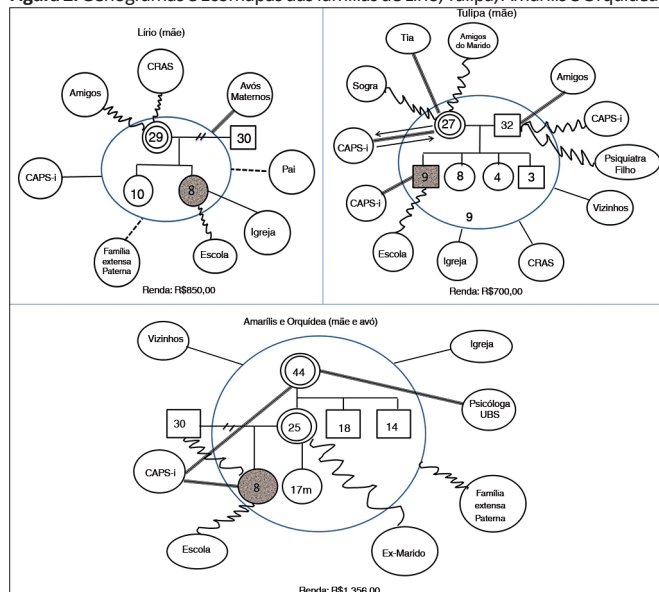 Figura 2. Genogramas e Ecomapas das famílias de Lírio, Tulipa, Amarílis e Orquídea
Lírio (mãe)
CRAS
Amigos
Avós
Maternos
29
30
CAPS-i
Pai
10
8
Igreja
Família
extensa
Paterna
Escola
Renda: R$850,00
Tulipa (mãe)
Tia
Amigos
do Marido
Sogra
Amigos
27
32
CAPS-i
CAPS-i
Psiquiatra
Filho
9
8
4
3
CAPS-i
Vizinhos
9
Escola
Igreja
CRAS
Renda: R$700,00
Amarílis e Orquídea (mãe e avó)
Vizinhos
Igreja
44
Psicóloga
UBS
30
25
18
14
CAPS-i
8
17m
Família
extensa
Paterna
Escola
Ex-Marido
Renda: R$1.356,00